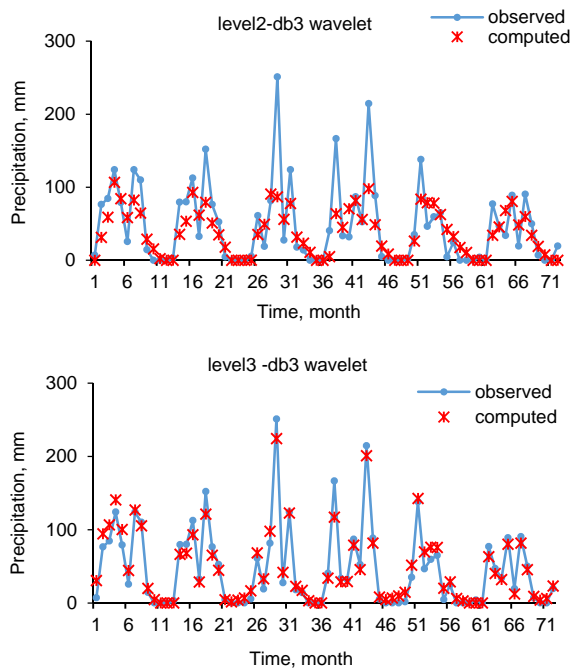 level2-db3 wavelet
observed
computed
300
200
100
0
Precipitation, mm
1 6 11 16 21 26 31 36 41 46 51 56 61 66 71
Time, month
level3 -db3 wavelet
observed
computed
300
200
100
0
Precipitation, mm
1 6 11 16 21 26 31 36 41 46 51 56 61 66 71
Time, month